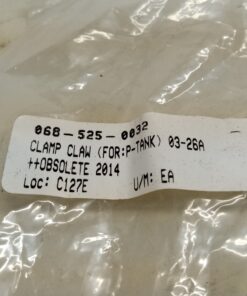 068-525-0032
CLAMP CLAW (FOR:P-TANK) 03-26A
++OBSOLETE 2014
Loc: C127E U/M: EA